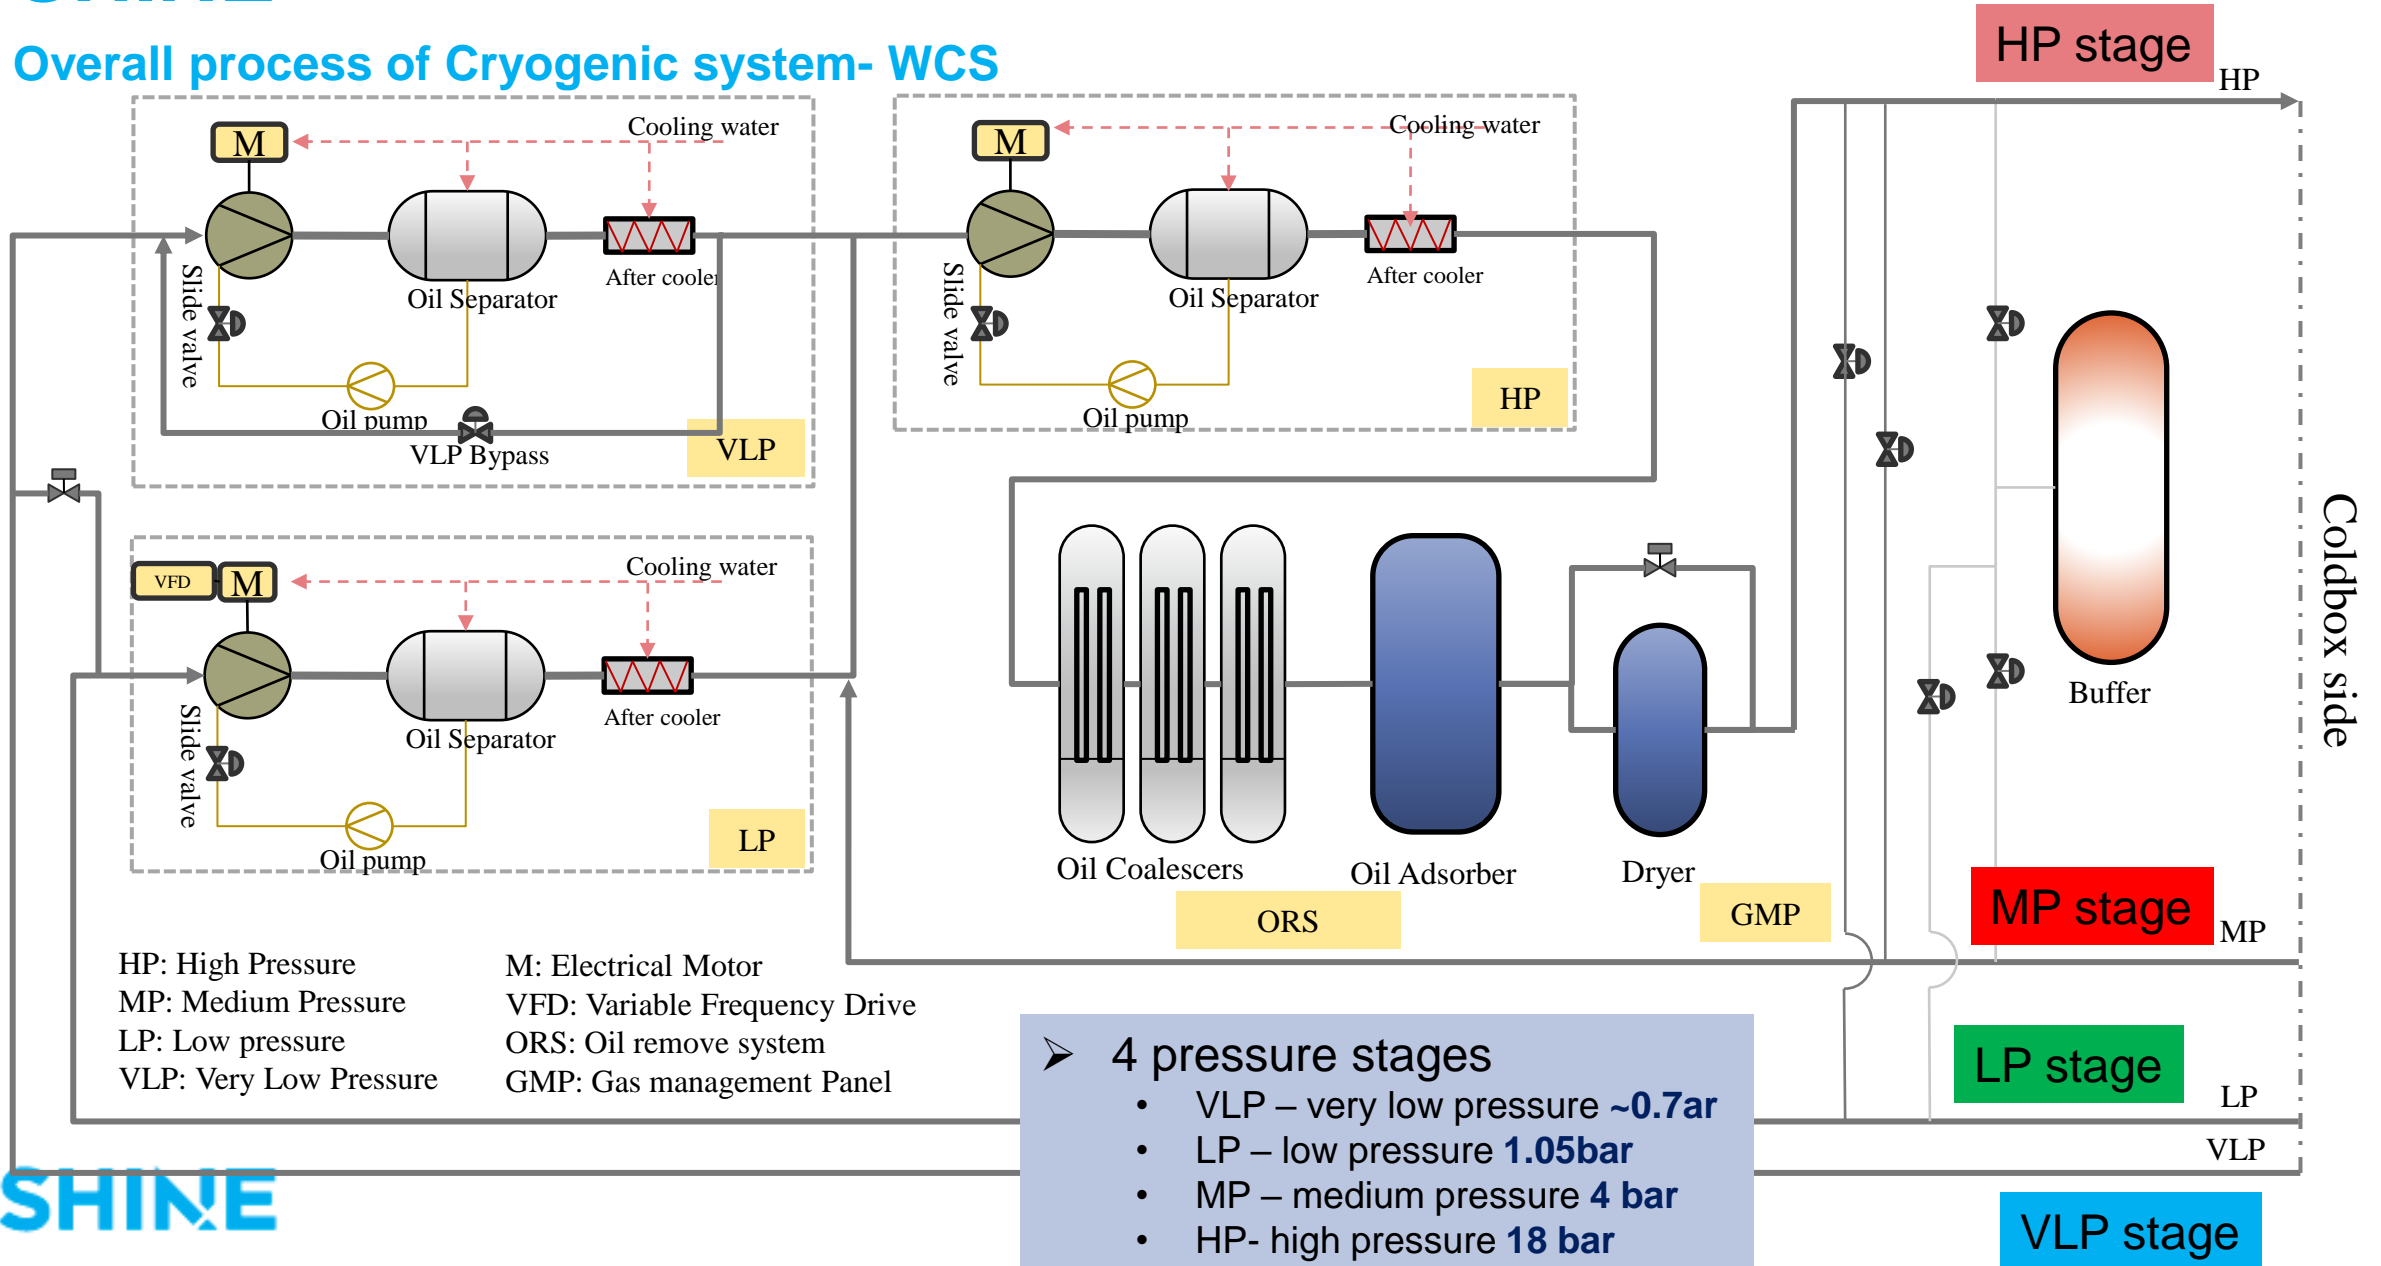 Overall process of Cryogenic system- WCS
HP stage
HP
M
Cooling water
Slide valve
Oil Separator
After cooler
Oil pump
VLP Bypass
VLP
M
Cooling water
Slide valve
Oil Separator
After cooler
Oil pump
HP
VFD
M
Cooling water
Slide valve
Oil Separator
After cooler
Oil pump
LP
Oil Coalescers
Oil Adsorber
Dryer
ORS
GMP
Buffer
Coldbox side
MP stage
MP
HP: High Pressure
MP: Medium Pressure
LP: Low pressure
VLP: Very Low Pressure
M: Electrical Motor
VFD: Variable Frequency Drive
ORS: Oil remove system
GMP: Gas management Panel
➢ 4 pressure stages
• VLP – very low pressure ~0.7ar
• LP – low pressure 1.05bar
• MP – medium pressure 4 bar
• HP- high pressure 18 bar
LP stage
LP
VLP
VLP stage
SHINE